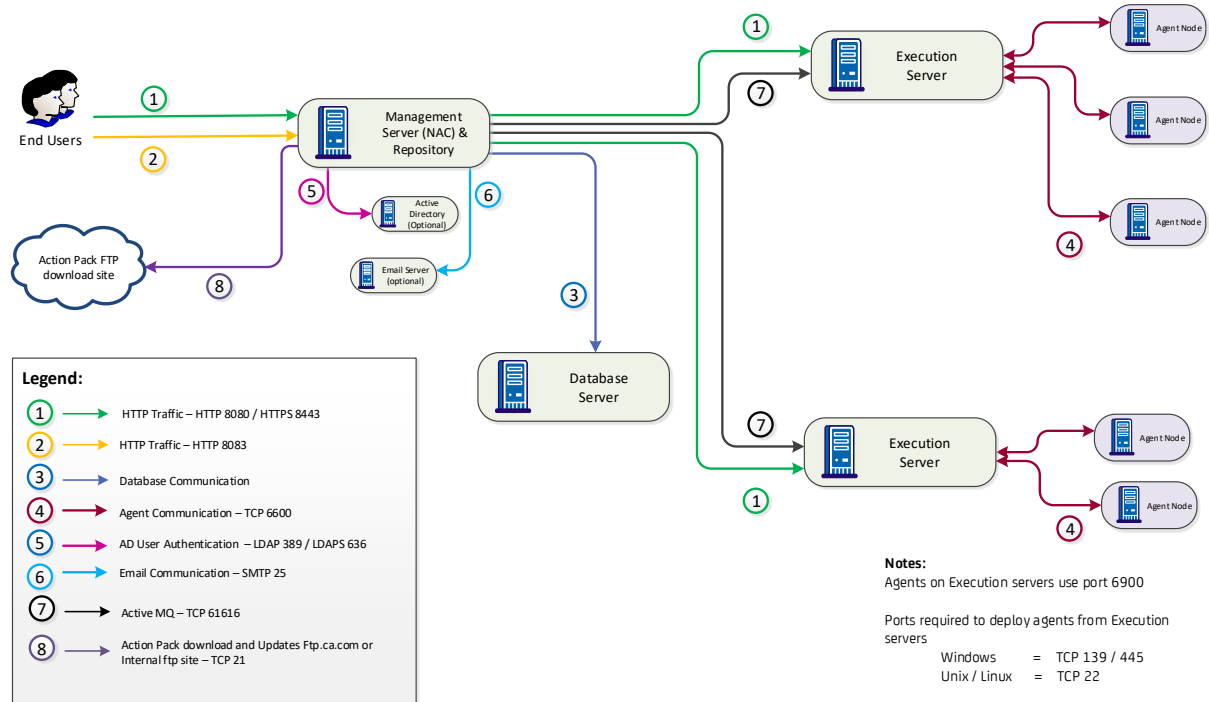 1
Execution
Server
Agent Node
7
Agent Node
Agent Node
4
End Users
1
2
Management
Server (NAC) &
Repository
5
6
Active
Directory
(Optional)
Email Server
(optional)
Action Pack FTP
download site
8
3
Database
Server
7
Execution
Server
1
Agent Node
Agent Node
4
Legend:
1 HTTP Traffic – HTTP 8080 / HTTPS 8443
2 HTTP Traffic – HTTP 8083
3 Database Communication
4 Agent Communication – TCP 6600
5 AD User Authentication – LDAP 389 / LDAPS 636
6 Email Communication – SMTP 25
7 Active MQ – TCP 61616
8 Action Pack download and Updates Ftp.ca.com or
Internal ftp site – TCP 21
Notes:
Agents on Execution servers use port 6900
Ports required to deploy agents from Execution
servers
Windows = TCP 139 / 445
Unix / Linux = TCP 22